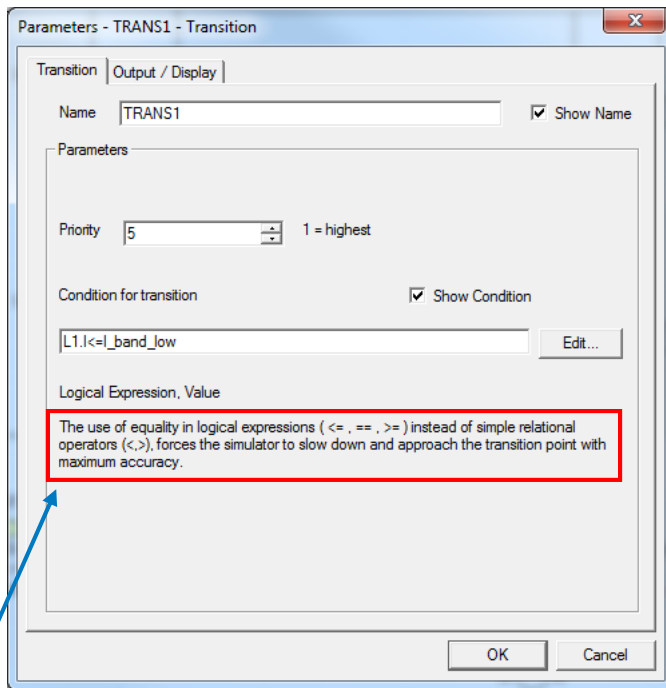 Parameters - TRANS1 - Transition
Transition Output / Display
Name TRANS1 Show Name
Parameters
Priority 5 1 = highest
Condition for transition Show Condition
L1.I<=I_band_low Edit...
Logical Expression, Value
The use of equality in logical expressions ( <= , == , >= ) instead of simple relational
operators (<,>), forces the simulator to slow down and approach the transition point with
maximum accuracy.
OK Cancel